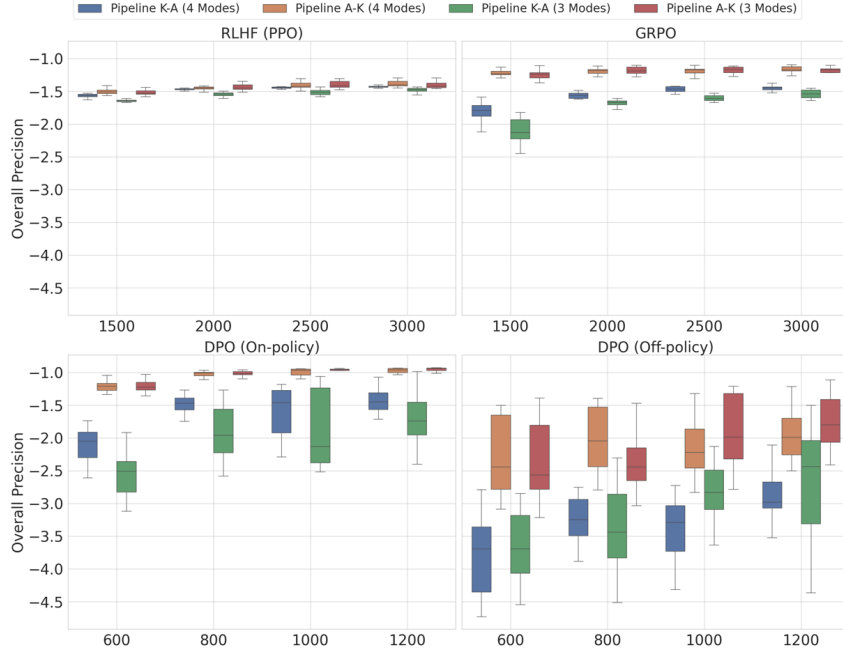 Pipeline K-A (4 Modes) Pipeline A-K (4 Modes) Pipeline K-A (3 Modes) Pipeline A-K (3 Modes)
RLHF (PPO)
Overall Precision
−1.0
−1.5
−2.0
−2.5
−3.0
−3.5
−4.0
−4.5
1500 2000 2500 3000
GRPO
1500 2000 2500 3000
DPO (On-policy)
Overall Precision
−1.0
−1.5
−2.0
−2.5
−3.0
−3.5
−4.0
−4.5
600 800 1000 1200
DPO (Off-policy)
600 800 1000 1200